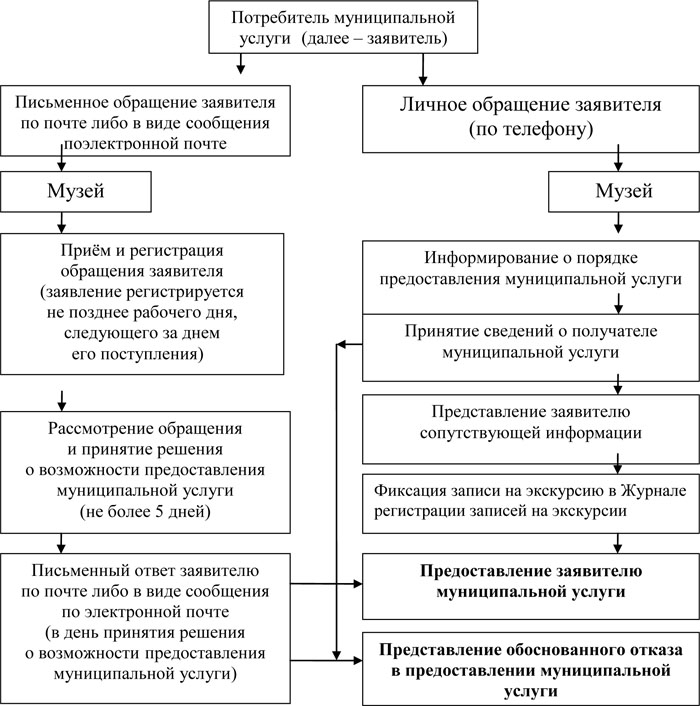 Потребитель муниципальной
услуги (далее – заявитель)
Письменное обращение заявителя
по почте либо в виде сообщения
поэлектронной почте
Музей
Приём и регистрация
обращения заявителя
(заявление регистрируется
не позднее рабочего дня,
следующего за днем
его поступления)
Рассмотрение обращения
и принятие решения
о возможности предоставления
муниципальной услуги
(не более 5 дней)
Письменный ответ заявителю
по почте либо в виде сообщения
по электронной почте
(в день принятия решения
о возможности предоставления
муниципальной услуги)
Личное обращение заявителя
(по телефону)
Музей
Информирование о порядке
предоставления муниципальной услуги
Принятие сведений о получателе
муниципальной услуги
Представление заявителю
сопутствующей информации
Фиксация записи на экскурсию в Журнале
регистрации записей на экскурсии
Предоставление заявителю
муниципальной услуги
Представление обоснованного отказа
в предоставлении муниципальной
услуги